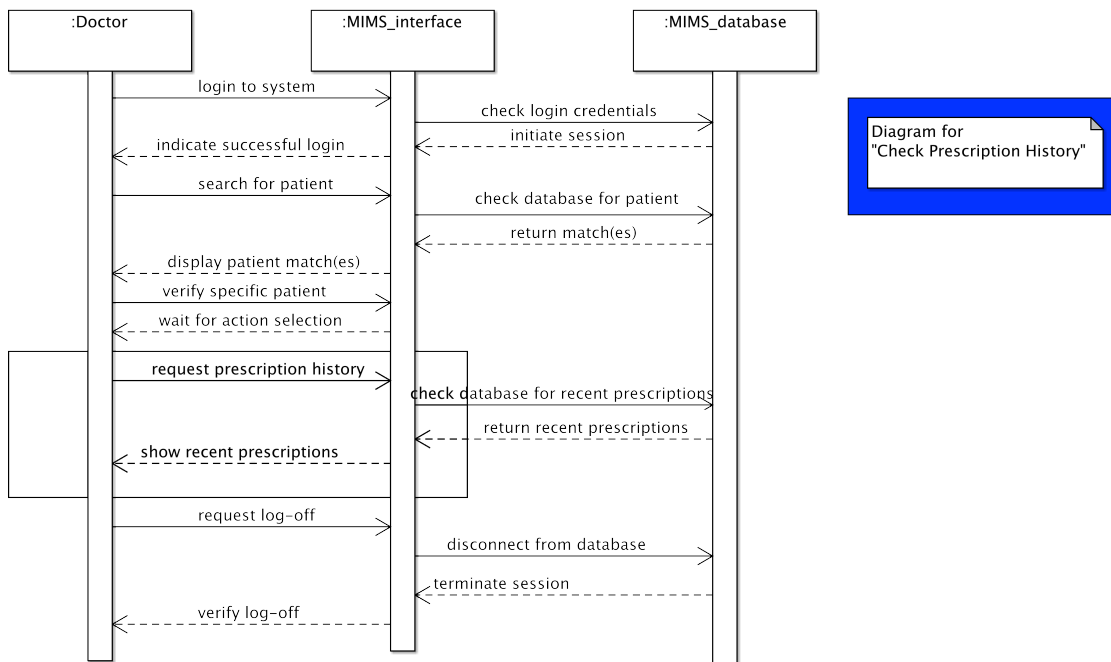 :Doctor
:MIMS_interface
:MIMS_database
login to system
check login credentials
Diagram for
"Check Prescription History"
initiate session
indicate successful login
search for patient
check database for patient
return match(es)
display patient match(es)
verify specific patient
wait for action selection
request prescription history
check database for recent prescriptions
return recent prescriptions
show recent prescriptions
request log-off
disconnect from database
terminate session
verify log-off